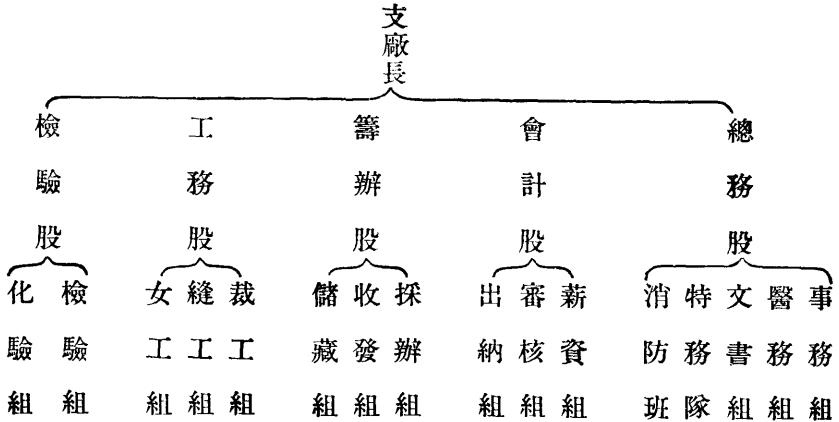 支廠長
總務股
會計股
籌辦股
工務股
檢驗股
事務組
醫務組
文書組
特務隊
消防班
薪資組
審核組
出納組
採辦組
收發組
儲藏組
裁工組
縫工組
女工組
檢驗組
化驗組